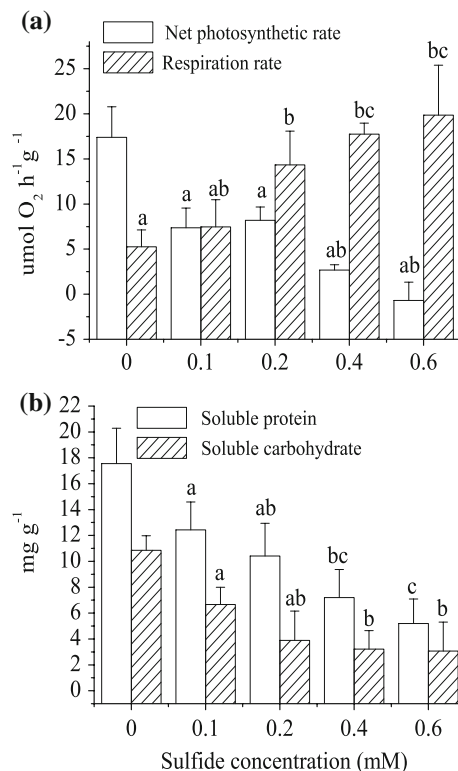 (a)
Net photosynthetic rate
Respiration rate
umol O₂ h⁻¹g⁻¹
25
20
15
10
5
0
-5
a
a
ab
a
b
ab
bc
ab
bc
0 0.1 0.2 0.4 0.6
(b)
Soluble protein
Soluble carbohydrate
mg g⁻¹
22
20
18
16
14
12
10
8
6
4
2
0
a
a
ab
ab
bc
b
c
b
0 0.1 0.2 0.4 0.6
Sulfide concentration (mM)